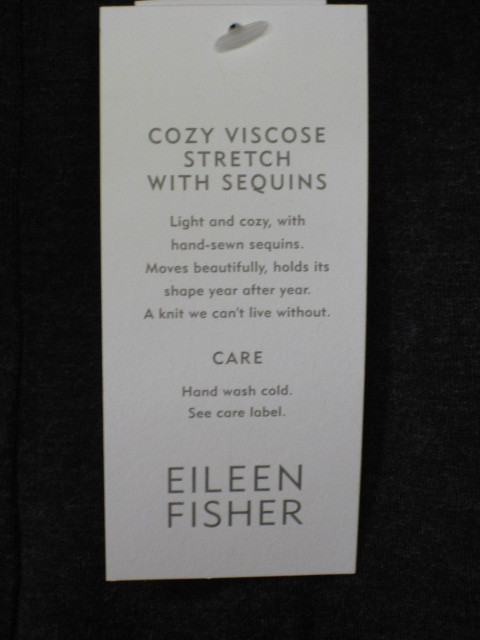 COZY VISCOSE
STRETCH
WITH SEQUINS
Light and cozy, with
hand-sewn sequins.
Moves beautifully, holds its
shape year after year.
A knit we can't live without.
CARE
Hand wash cold.
See care label.
EILEEN
FISHER